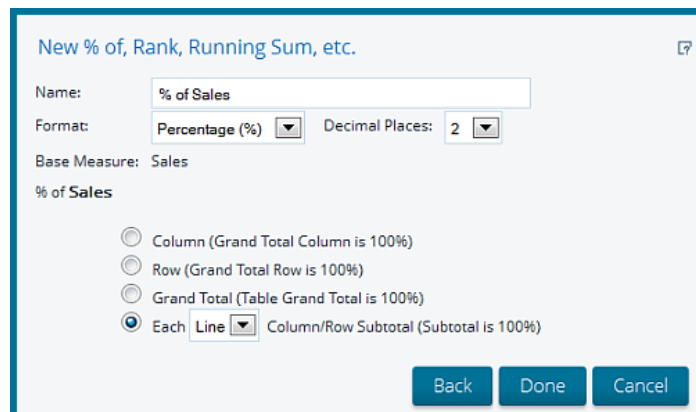 New % of, Rank, Running Sum, etc.
Name: % of Sales
Format: Percentage (%) Decimal Places: 2
Base Measure: Sales
% of Sales
Column (Grand Total Column is 100%)
Row (Grand Total Row is 100%)
Grand Total (Table Grand Total is 100%)
Each Line Column/Row Subtotal (Subtotal is 100%)
Back Done Cancel